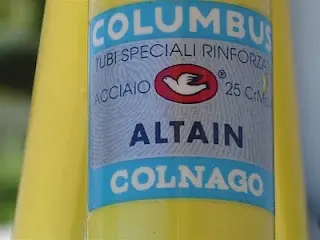 COLUMBUS
TUBI SPECIALI RINFORZA
ACCIAIO ® 25 CrMo
ALTAIN
COLNAGO